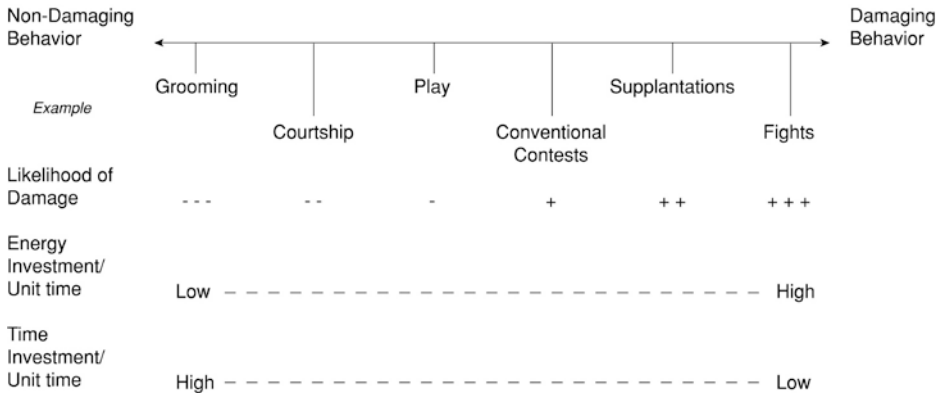 Non-Damaging
Behavior
Damaging
Behavior
Grooming
Play
Supplantations
Example
Courtship
Conventional
Contests
Fights
Likelihood of
Damage
- - -
- -
-
+
+ +
+ + +
Energy
Investment/
Unit time
Low
High
Time
Investment/
Unit time
High
Low